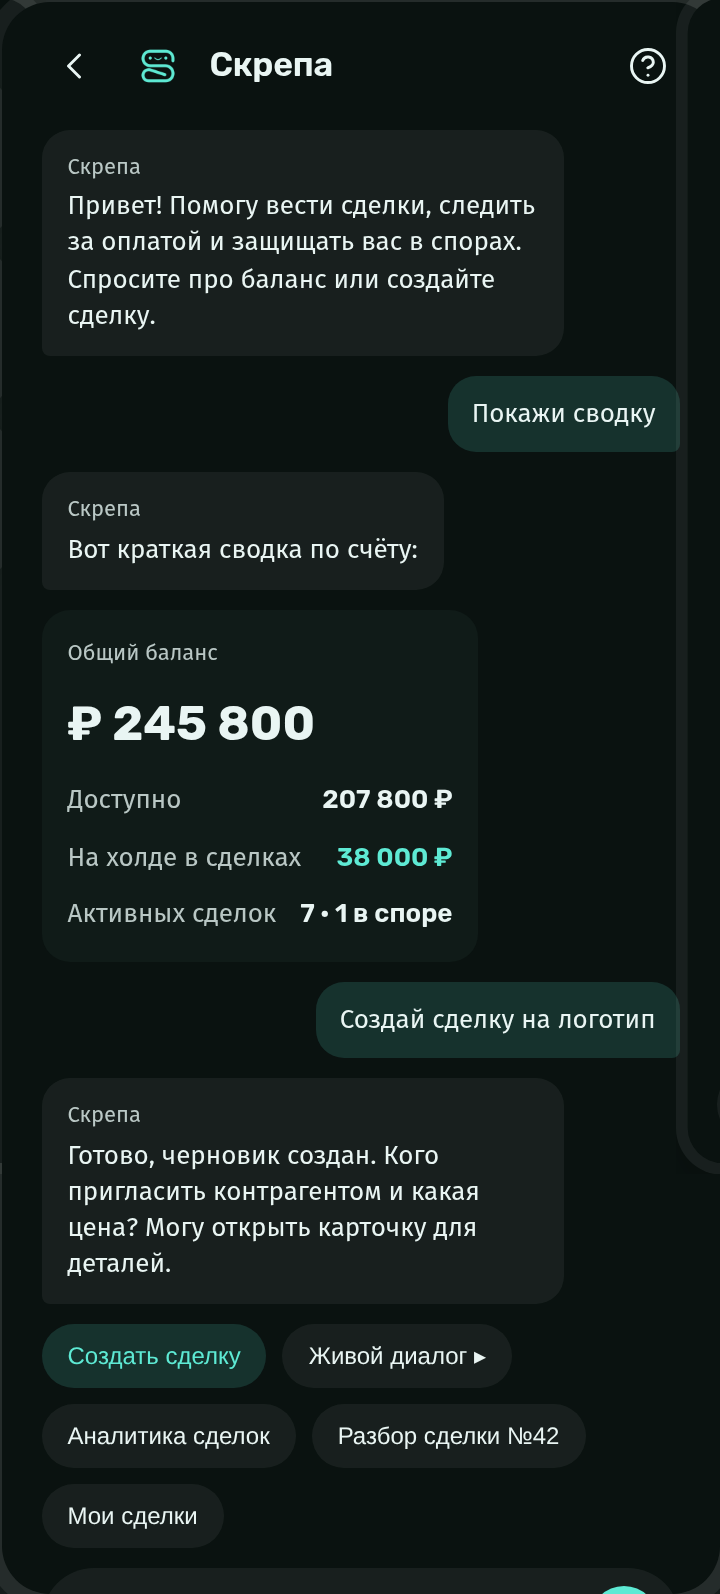 Скрепа
Скрепа
Привет! Помогу вести сделки, следить
за оплатой и защищать вас в спорах.
Спросите про баланс или создайте
сделку.
Покажи сводку
Скрепа
Вот краткая сводка по счёту:
Общий баланс
₽ 245 800
Доступно 207 800 ₽
На холде в сделках 38 000 ₽
Активных сделок 7 • 1 в споре
Создай сделку на логотип
Скрепа
Готово, черновик создан. Кого
пригласить контрагентом и какая
цена? Могу открыть карточку для
деталей.
Создать сделку Живой диалог ▸
Аналитика сделок Разбор сделки №42
Мои сделки